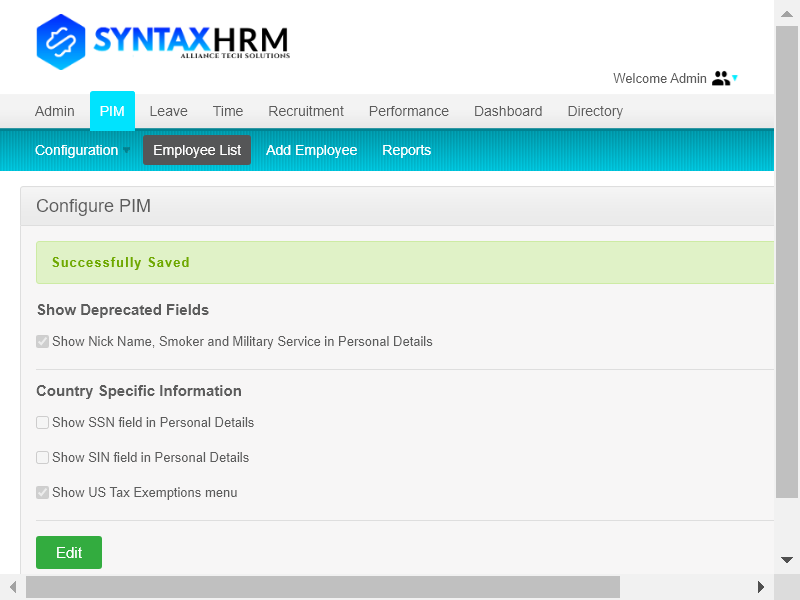 SYNTAXHRM
ALLIANCE TECH SOLUTIONS
Welcome Admin
Admin PIM Leave Time Recruitment Performance Dashboard Directory
Configuration Employee List Add Employee Reports
Configure PIM
Successfully Saved
Show Deprecated Fields
Show Nick Name, Smoker and Military Service in Personal Details
Country Specific Information
Show SSN field in Personal Details
Show SIN field in Personal Details
Show US Tax Exemptions menu
Edit